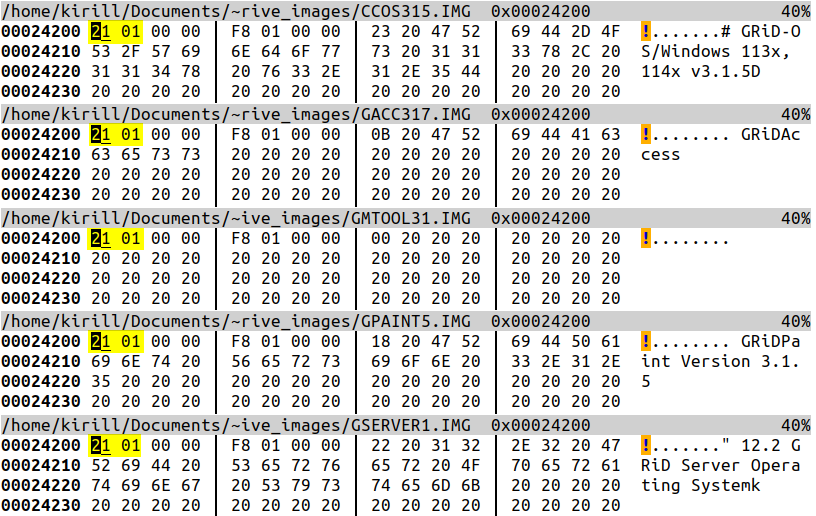 /home/kirill/Documents/~rive_images/CCOS315.IMG 0x00024200 40%
00024200 21 01 00 00 F8 01 00 00 23 20 47 52 69 44 2D 4F !.......# GRiD-O
00024210 53 2F 57 69 6E 64 6F 77 73 20 31 31 33 78 2C 20 S/Windows 113x,
00024220 31 31 34 78 20 76 33 2E 31 2E 35 44 20 20 20 20 114x v3.1.5D
00024230 20 20 20 20 20 20 20 20 20 20 20 20 20 20 20 20
/home/kirill/Documents/~rive_images/GACC317.IMG 0x00024200 40%
00024200 21 01 00 00 F8 01 00 00 0B 20 47 52 69 44 41 63 !........ GRiDAc
00024210 63 65 73 73 20 20 20 20 20 20 20 20 20 20 20 20 cess
00024220 20 20 20 20 20 20 20 20 20 20 20 20 20 20 20 20
00024230 20 20 20 20 20 20 20 20 20 20 20 20 20 20 20 20
/home/kirill/Documents/~ive_images/GMTOOL31.IMG 0x00024200 40%
00024200 21 01 00 00 F8 01 00 00 00 20 20 20 20 20 20 20 !........
00024210 20 20 20 20 20 20 20 20 20 20 20 20 20 20 20 20
00024220 20 20 20 20 20 20 20 20 20 20 20 20 20 20 20 20
00024230 20 20 20 20 20 20 20 20 20 20 20 20 20 20 20 20
/home/kirill/Documents/~rive_images/GPAINT5.IMG 0x00024200 40%
00024200 21 01 00 00 F8 01 00 00 18 20 47 52 69 44 50 61 !........ GRiDPa
00024210 69 6E 74 20 56 65 72 73 69 6F 6E 20 33 2E 31 2E int Version 3.1.
00024220 35 20 20 20 20 20 20 20 20 20 20 20 20 20 20 20 5
00024230 20 20 20 20 20 20 20 20 20 20 20 20 20 20 20 20
/home/kirill/Documents/~ive_images/GSERVER1.IMG 0x00024200 40%
00024200 21 01 00 00 F8 01 00 00 22 20 31 32 2E 32 20 47 !......." 12.2 G
00024210 52 69 44 20 53 65 72 76 65 72 20 4F 70 65 72 61 RiD Server Opera
00024220 74 69 6E 67 20 53 79 73 74 65 6D 6B 20 20 20 20 ting Systemk
00024230 20 20 20 20 20 20 20 20 20 20 20 20 20 20 20 20